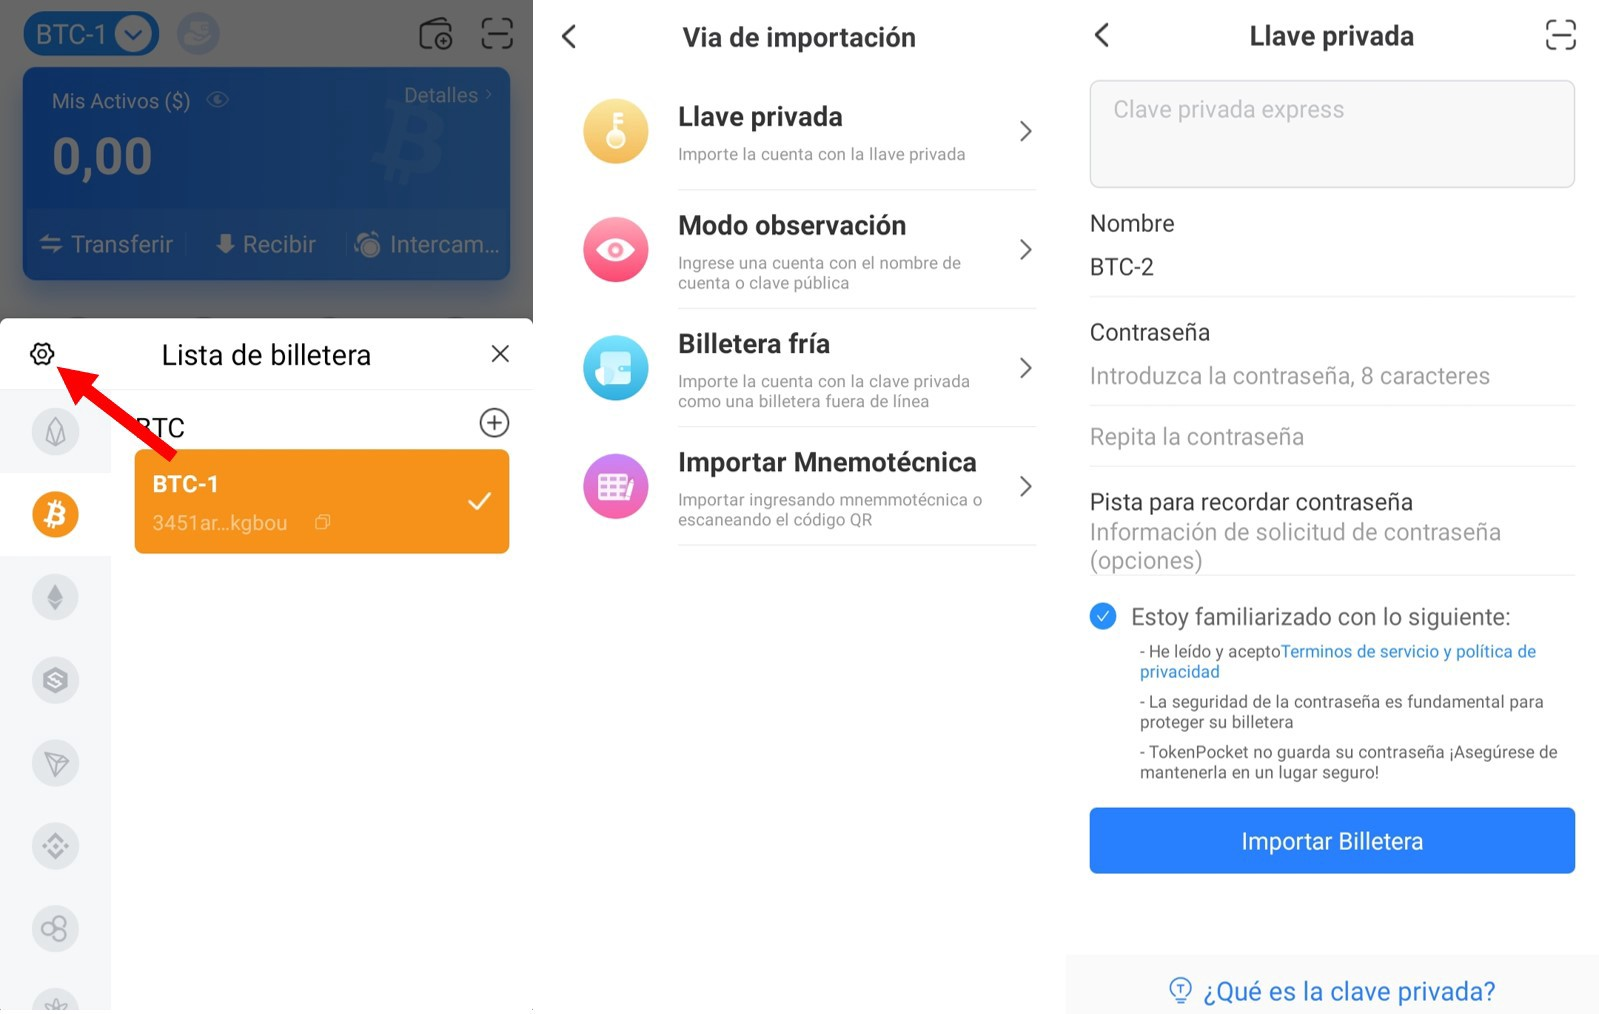 BTC-1
Mis Activos ($)
Detalles
0,00
Transferir
Recibir
Intercam...
Lista de billetera
BTC
BTC-1
3451ar...kgbou
Via de importación
Llave privada
Importe la cuenta con la llave privada
Modo observación
Ingrese una cuenta con el nombre de
cuenta o clave pública
Billetera fría
Importe la cuenta con la clave privada
como una billetera fuera de línea
Importar Mnemotécnica
Importar ingresando mnemmotécnica o
escaneando el código QR
Llave privada
Clave privada express
Nombre
BTC-2
Contraseña
Introduzca la contraseña, 8 caracteres
Repita la contraseña
Pista para recordar contraseña
Información de solicitud de contraseña
(opciones)
Estoy familiarizado con lo siguiente:
- He leído y aceptoTerminos de servicio y política de
privacidad
- La seguridad de la contraseña es fundamental para
proteger su billetera
- TokenPocket no guarda su contraseña ¡Asegúrese de
mantenerla en un lugar seguro!
Importar Billetera
¿Qué es la clave privada?